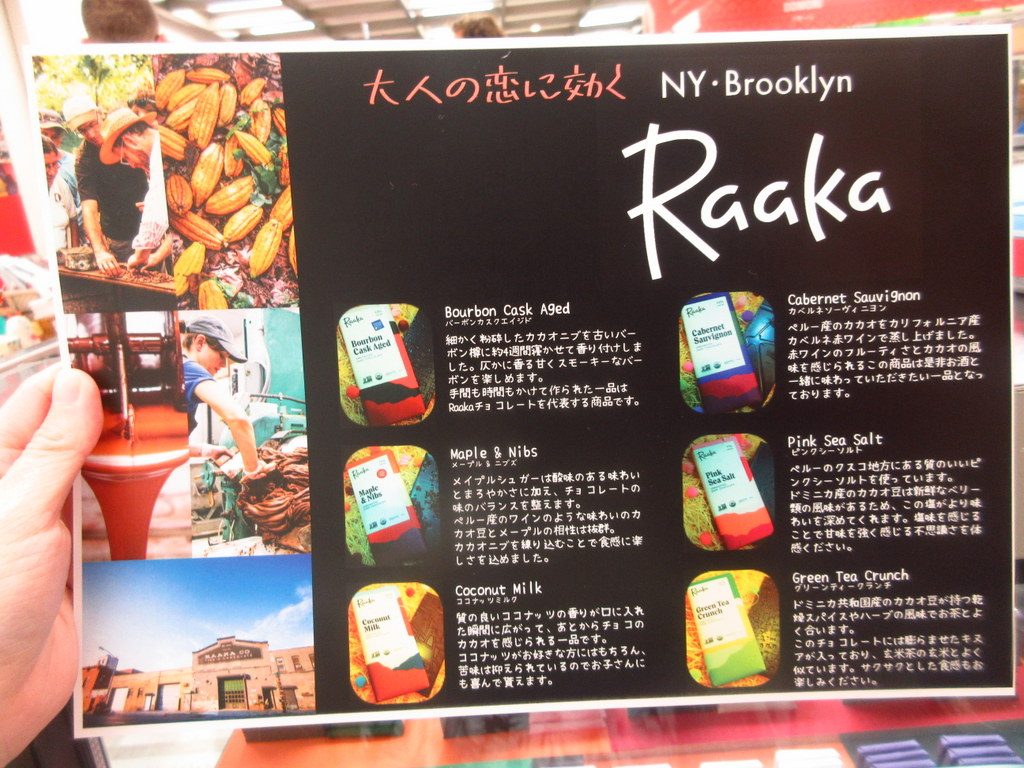 大人の恋に効く NY・Brooklyn
Raaka
Bourbon Cask Aged
バーボンカスクエイジド
細かく粉砕したカカオニブを古いバー
ボン樽に約4週間寝かせて香り付けしま
した。仄かに香る甘くスモーキーなバー
ボンを楽しめます。
手間も時間もかけて作られた一品は
Raakaチョコレートを代表する商品です。
Raaka
Bourbon
Cask Aged
Maple & Nibs
メープル & ニブズ
メイプルシュガーは酸味のある味わい
とまろやかさに加え、チョコレートの
味のバランスを整えます。
ペルー産のワインのような味わいのカ
カオ豆とメープルの相性は抜群。
カカオニブを練り込むことで食感に楽
しさを込めました。
Raaka
Maple
& Nibs
Coconut Milk
ココナッツミルク
質の良いココナッツの香りが口に入れ
た瞬間に広がって、あとからチョコの
カカオを感じられる一品です。
ココナッツがお好きな方にはもちろん、
苦味は抑えられているのでお子さんに
も喜んで貰えます。
Raaka
Coconut
Milk
Cabernet Sauvignon
カベルネソーヴィニヨン
ペルー産のカカオをカリフォルニア産
カベルネ赤ワインで蒸し上げました。
赤ワインのフルーティさとカカオの風
味を感じられるこの商品は是非お酒と
一緒に味わっていただきたい一品となっ
ております。
Raaka
Cabernet
Sauvignon
Pink Sea Salt
ピンクシーソルト
ペルーのクスコ地方にある質のいいピ
ンクシーソルトを使っています。
ドミニカ産のカカオ豆は新鮮なベリー
類の風味があるため、この塩がより味
わいを深めてくれます。塩味を感じる
ことで甘味を強く感じる不思議さを体
感ください。
Raaka
Pink
Sea Salt
Green Tea Crunch
グリーンティークランチ
ドミニカ共和国産のカカオ豆が持つ乾
燥スパイスやハーブの風味でお茶とよ
く合います。
このチョコレートには膨らませたキヌ
アが入っており、玄米茶の玄米とよく
似ています。サクサクとした食感もお
楽しみください。
Raaka
Green Tea
Crunch
RAAKA CO